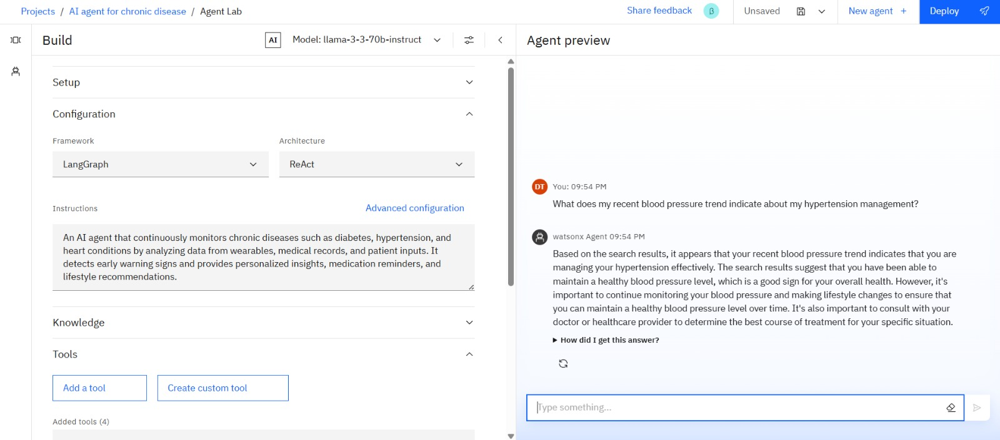 Projects / AI agent for chronic disease / Agent Lab
Share feedback β Unsaved New agent + Deploy
Build
AI Model: llama-3-3-70b-instruct
Agent preview
Setup
Configuration
Framework Architecture
LangGraph ReAct
Instructions Advanced configuration
An AI agent that continuously monitors chronic diseases such as diabetes, hypertension, and
heart conditions by analyzing data from wearables, medical records, and patient inputs. It
detects early warning signs and provides personalized insights, medication reminders, and
lifestyle recommendations.
Knowledge
Tools
Add a tool Create custom tool
Added tools (4)
DT You: 09:54 PM
What does my recent blood pressure trend indicate about my hypertension management?
watsonx Agent 09:54 PM
Based on the search results, it appears that your recent blood pressure trend indicates that you are
managing your hypertension effectively. The search results suggest that you have been able to
maintain a healthy blood pressure level, which is a good sign for your overall health. However, it's
important to continue monitoring your blood pressure and making lifestyle changes to ensure that
you can maintain a healthy blood pressure level over time. It's also important to consult with your
doctor or healthcare provider to determine the best course of treatment for your specific situation.
How did I get this answer?
Type something...